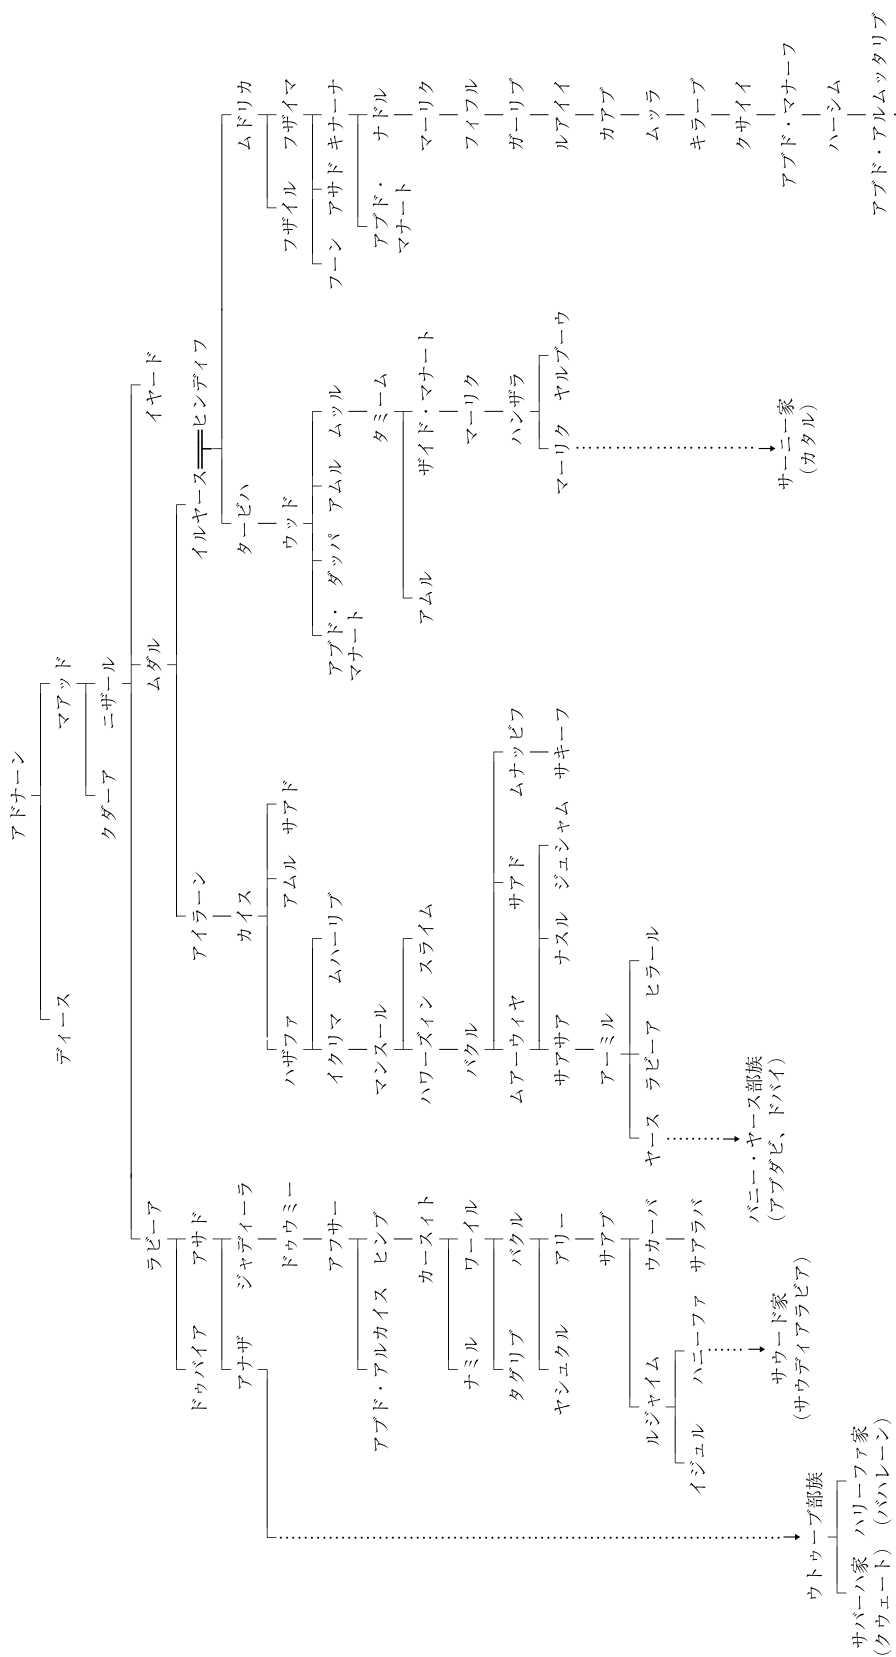 アドナーン
ディース
マアッド
クダーア
ニザール
ラビーア
ムダル
イヤード
ドゥバイア
アサド
アイラーン
イルヤース
ヒンディフ
アナザ
ジャディーラ
カイス
タービハ
ムドリカ
ドゥウミー
ハザファ
アムル
サアド
ウッド
フザイル
フザイマ
アフサー
イクリマ
ムハーリブ
アブド・
マナート
ダッバ
アムル
ムッル
フーン
アサド
キナーナ
アブド・アルカイス
ヒンブ
マンスール
タミーム
アブド・
マナート
ナドル
カースィト
ハワーズィン
スライム
アムル
ザイド・マナート
マーリク
ナミル
ワーイル
バクル
マーリク
フィフル
タグリブ
バクル
ムアーウィヤ
サアド
ムナッビフ
ハンザラ
ガーリブ
ヤシュクル
アリー
サアサア
ナスル
ジュシャム
サキーフ
マーリク
ヤルブーウ
ルアイイ
サアブ
アーミル
カアブ
ルジャイム
ウカーバ
ヤース
ラビーア
ヒラール
ムッラ
イジュル
ハニーファ
サアラバ
キラーブ
クサイイ
バニー・ヤース部族
(アブダビ、ドバイ)
サウード家
(サウディアラビア)
サーニー家
(カタル)
アブド・マナーフ
ウトゥーブ部族
ハーシム
サバーハ家
(クウェート)
ハリーファ家
(バハレーン)
アブド・アルムッタリブ